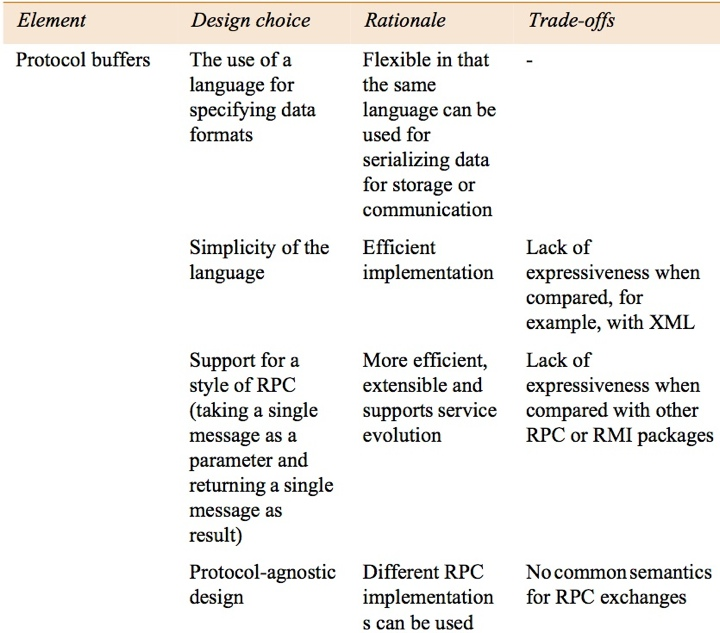 Element Design choice Rationale Trade-offs
Protocol buffers
The use of a
language for
specifying data
formats
Flexible in that
the same
language can be
used for
serializing data
for storage or
communication
-
Simplicity of the
language
Efficient
implementation
Lack of
expressiveness when
compared, for
example, with XML
Support for a
style of RPC
(taking a single
message as a
parameter and
returning a single
message as
result)
More efficient,
extensible and
supports service
evolution
Lack of
expressiveness when
compared with other
RPC or RMI packages
Protocol-agnostic
design
Different RPC
implementation
s can be used
No common semantics
for RPC exchanges